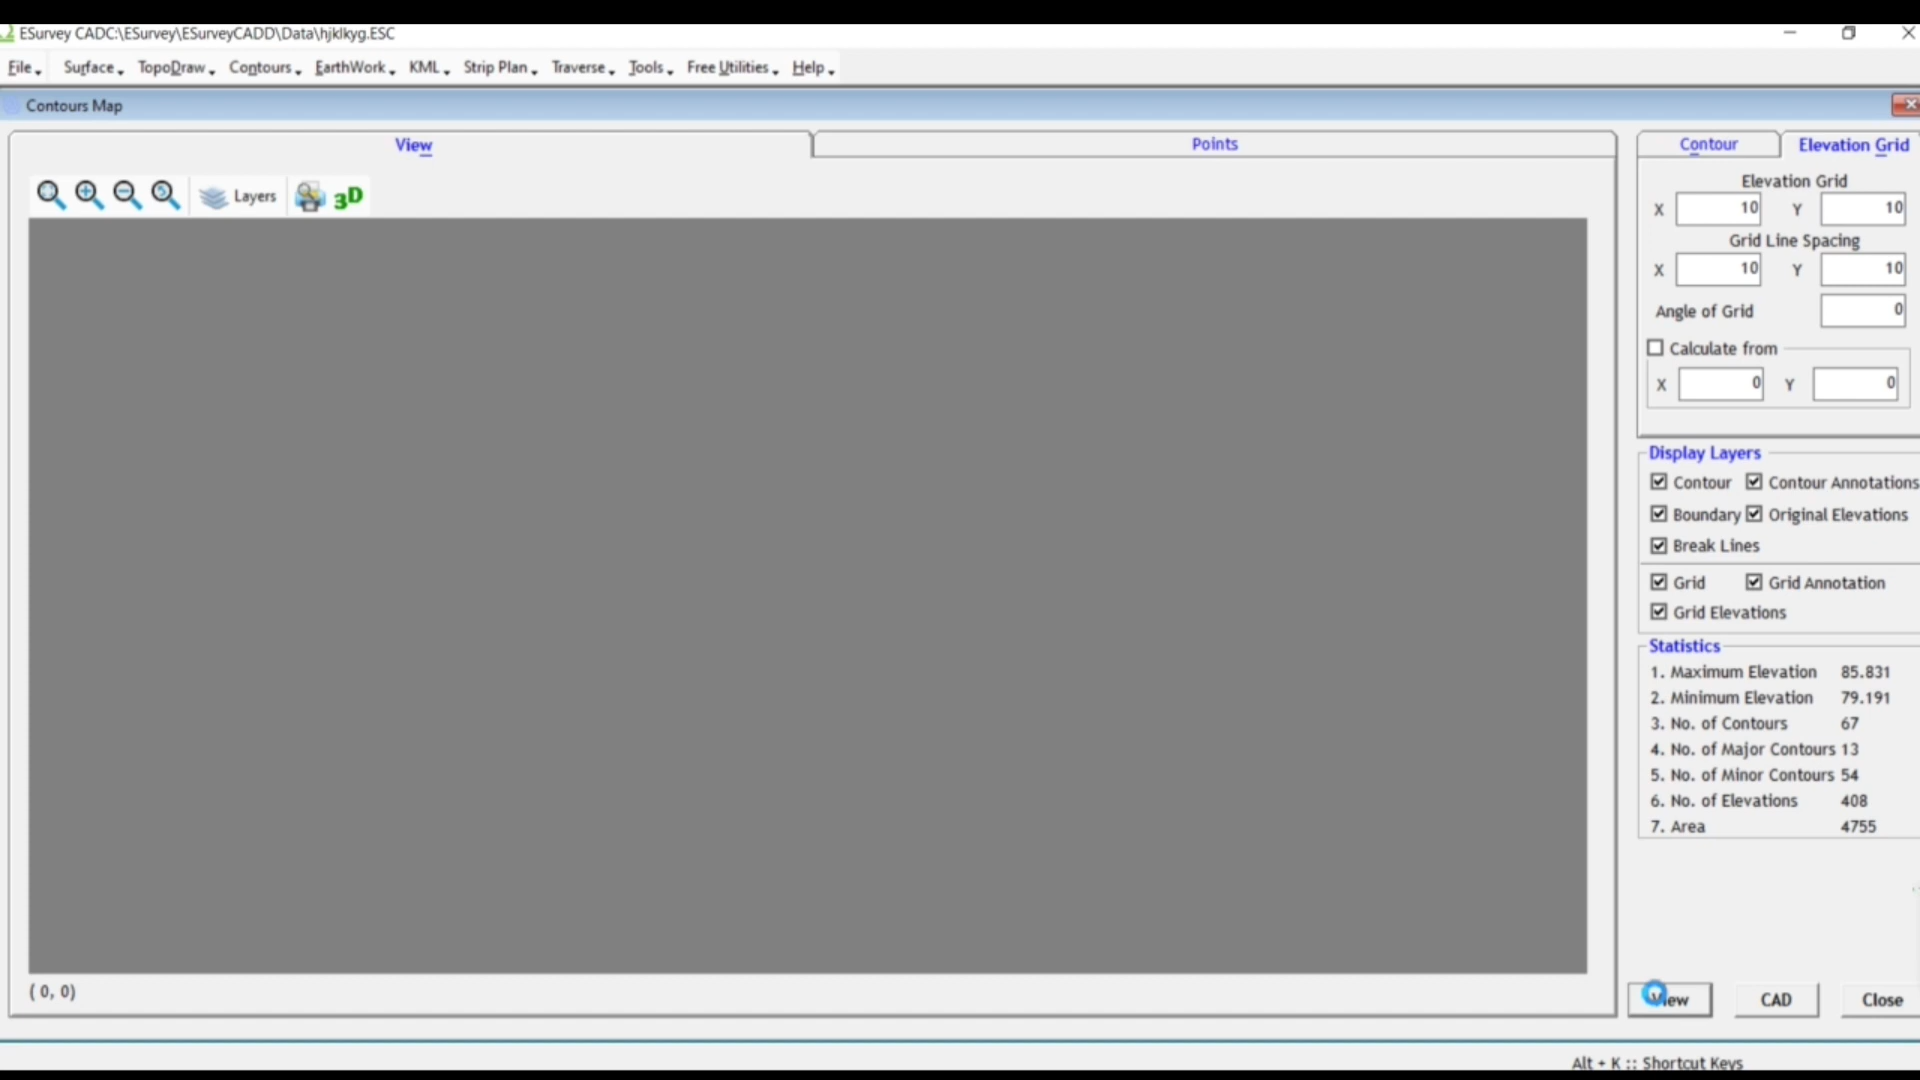 ESurvey CADC:\ESurvey\ESurveyCADD\Data\hjklkyg.ESC
File Surface TopoDraw Contours EarthWork KML Strip Plan Traverse Tools Free Utilities Help
Contours Map
View Points
Contour Elevation Grid
Layers 3D
Elevation Grid
X 10 Y 10
Grid Line Spacing
X 10 Y 10
Angle of Grid 0
Calculate from
X 0 Y 0
Display Layers
Contour Contour Annotations
Boundary Original Elevations
Break Lines
Grid Grid Annotation
Grid Elevations
Statistics
1. Maximum Elevation 85.831
2. Minimum Elevation 79.191
3. No. of Contours 67
4. No. of Major Contours 13
5. No. of Minor Contours 54
6. No. of Elevations 408
7. Area 4755
( 0, 0)
View CAD Close
Alt + K :: Shortcut Keys